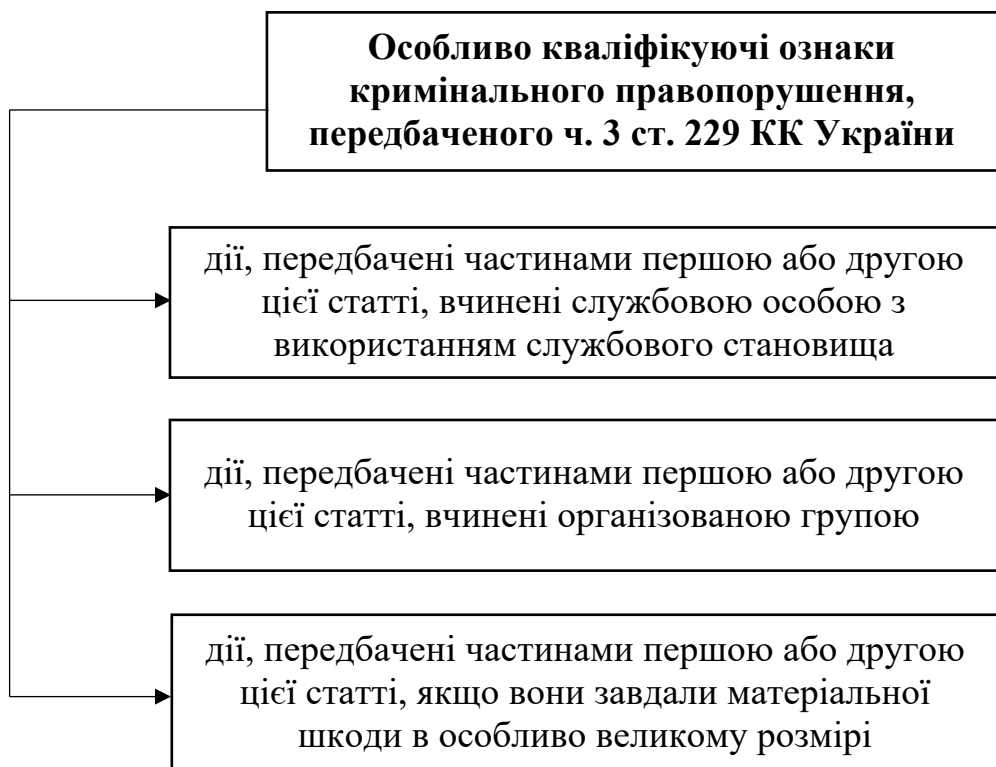 Особливо кваліфікуючі ознаки
кримінального правопорушення,
передбаченого ч. 3 ст. 229 КК України
дії, передбачені частинами першою або другою
цієї статті, вчинені службовою особою з
використанням службового становища
дії, передбачені частинами першою або другою
цієї статті, вчинені організованою групою
дії, передбачені частинами першою або другою
цієї статті, якщо вони завдали матеріальної
шкоди в особливо великому розмірі